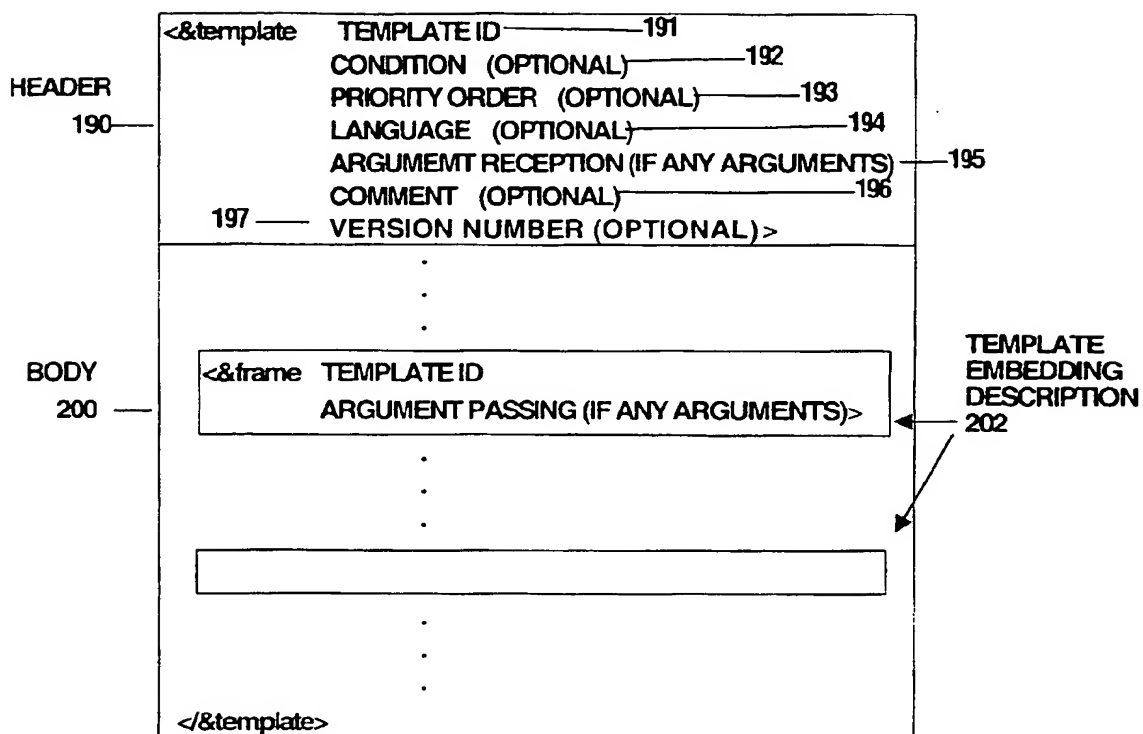 <&template TEMPLATE ID 191
CONDITION (OPTIONAL) 192
HEADER
PRIORITY ORDER (OPTIONAL) 193
190
LANGUAGE (OPTIONAL) 194
ARGUMEMT RECEPTION (IF ANY ARGUMENTS) 195
COMMENT (OPTIONAL) 196
197 VERSION NUMBER (OPTIONAL)>
BODY
200
<&frame TEMPLATE ID
ARGUMENT PASSING (IF ANY ARGUMENTS)>
TEMPLATE
EMBEDDING
DESCRIPTION
202
</&template>